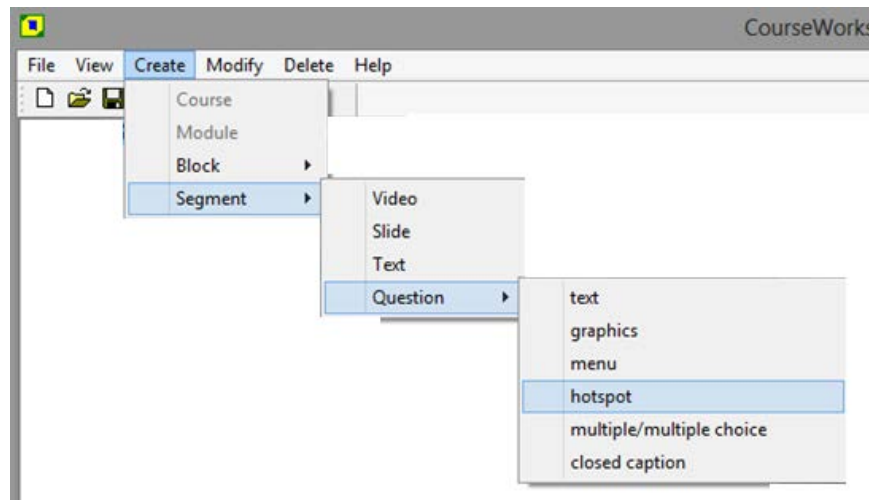 CourseWorks
File View Create Modify Delete Help
Course
Module
Block
Segment
Video
Slide
Text
Question
text
graphics
menu
hotspot
multiple/multiple choice
closed caption